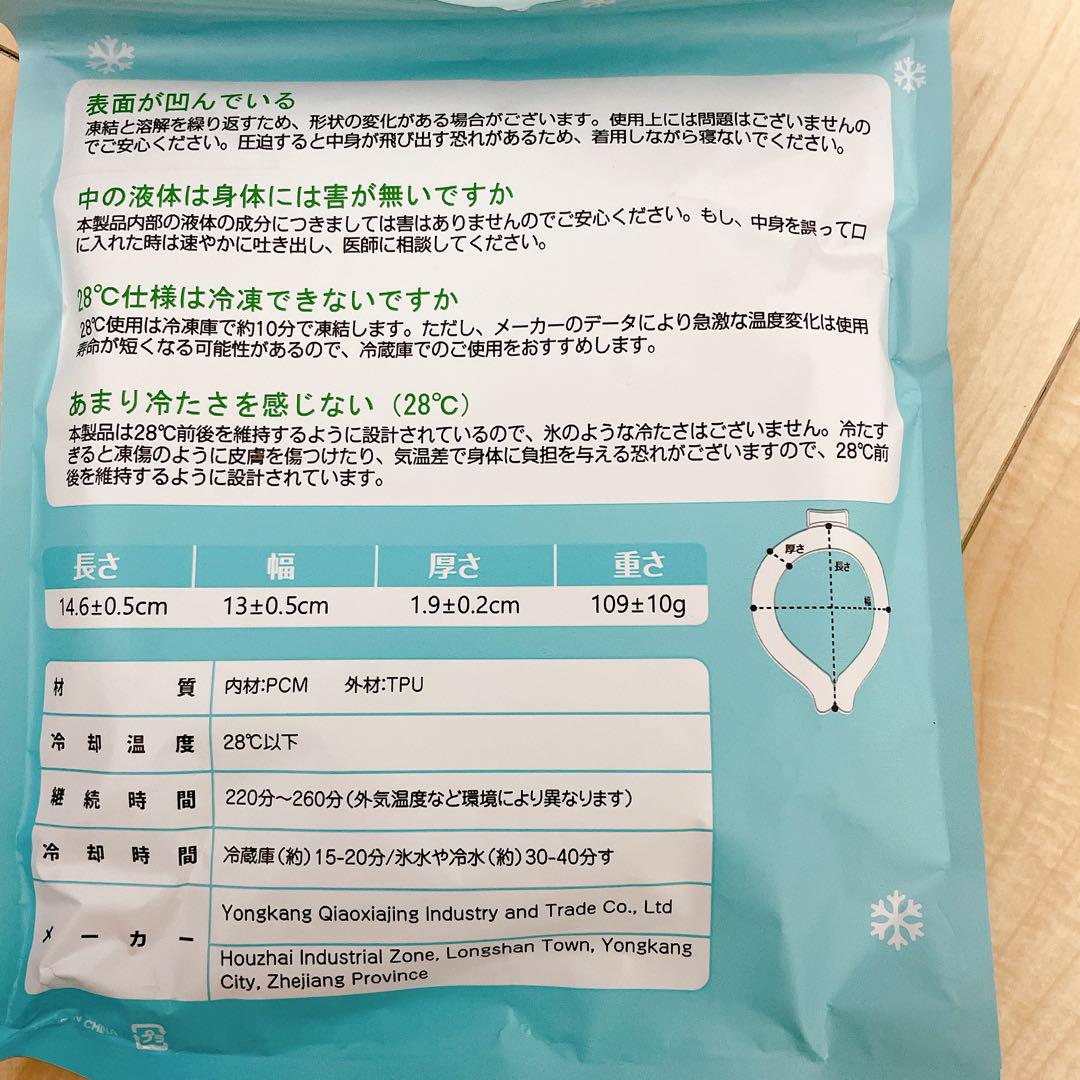 表面が凹んでいる
凍結と溶解を繰り返すため、形状の変化がある場合がございます。使用上には問題はございませんの
でご安心ください。圧迫すると中身が飛び出す恐れがあるため、着用しながら寝ないでください。
中の液体は身体には害が無いですか
本製品内部の液体の成分につきましては害はありませんのでご安心ください。もし、中身を誤って口
に入れた時は速やかに吐き出し、医師に相談してください。
28℃仕様は冷凍できないですか
28℃使用は冷凍庫で約10分で凍結します。ただし、メーカーのデータにより急激な温度変化は使用
寿命が短くなる可能性があるので、冷蔵庫でのご使用をおすすめします。
あまり冷たさを感じない（28℃）
本製品は28℃前後を維持するように設計されているので、氷のような冷たさはございません。冷たす
ぎると凍傷のように皮膚を傷つけたり、気温差で身体に負担を与える恐れがございますので、28℃前
後を維持するように設計されています。
長さ 幅 厚さ 重さ
14.6±0.5cm 13±0.5cm 1.9±0.2cm 109±10g
厚さ
長さ
幅
材質 内材:PCM 外材:TPU
冷却温度 28℃以下
継続時間 220分～260分(外気温度など環境により異なります)
冷却時間 冷蔵庫(約)15-20分/氷水や冷水(約)30-40分す
メーカー
Yongkang Qiaoxiajing Industry and Trade Co., Ltd
Houzhai Industrial Zone, Longshan Town, Yongkang
City, Zhejiang Province
CHINA
プラ